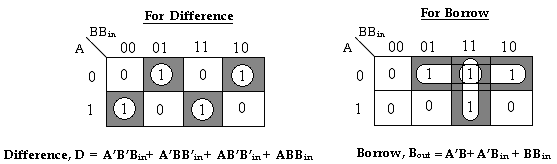 For Difference
BBin
A
00 01 11 10
0 0 1 0 1
1 1 0 1 0
Difference, D = A'B'Bin+ A'BB'in+ AB'B'in+ ABBin
For Borrow
BBin
A
00 01 11 10
0 0 1 1 1
1 0 0 1 0
Borrow, Bout = A'B+ A'Bin + BBin